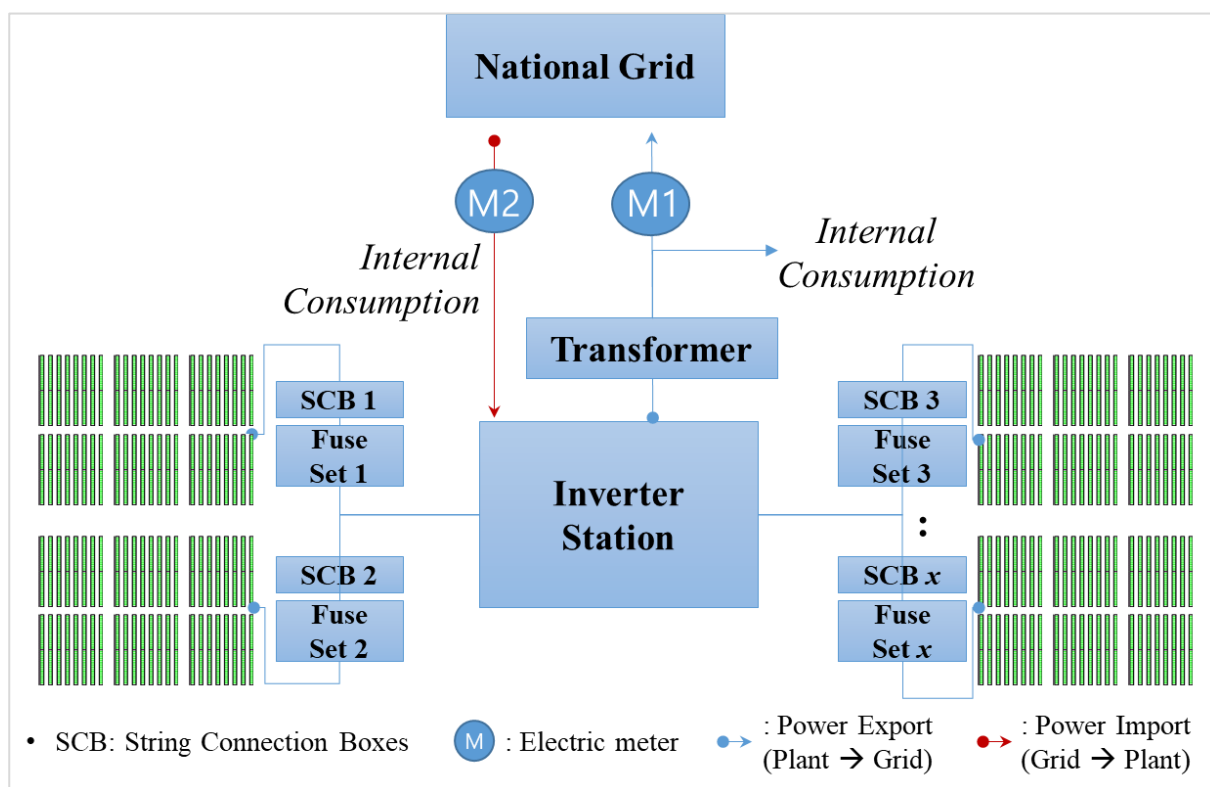 National Grid
M2
M1
Internal
Consumption
Internal
Consumption
Transformer
SCB 1
Fuse
Set 1
SCB 3
Fuse
Set 3
Inverter
Station
:
SCB 2
Fuse
Set 2
SCB x
Fuse
Set x
• SCB: String Connection Boxes
M : Electric meter
: Power Export
(Plant → Grid)
: Power Import
(Grid → Plant)